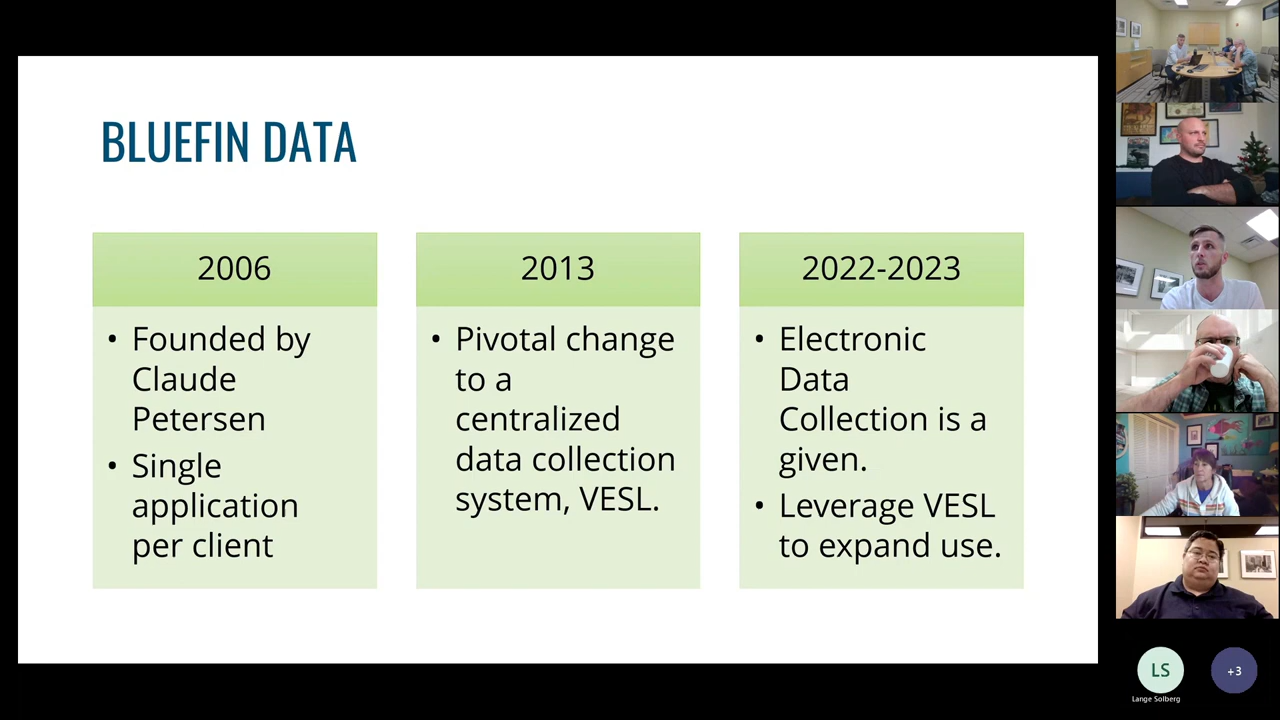 BLUEFIN DATA
2006
• Founded by
Claude
Petersen
• Single
application
per client
2013
• Pivotal change
to a
centralized
data collection
system, VESL.
2022-2023
• Electronic
Data
Collection is a
given.
• Leverage VESL
to expand use.
LS
Lange Solberg
+3